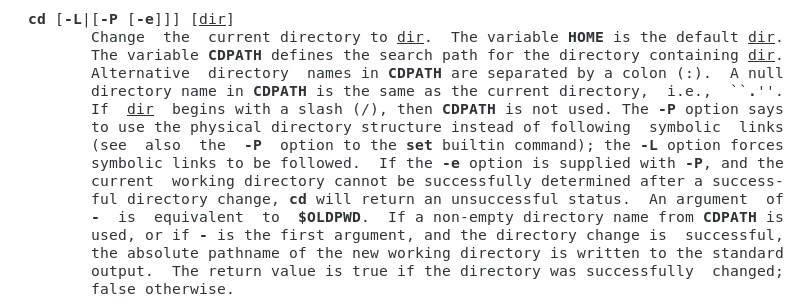 cd [-L|[-P [-e]]] [dir]
Change the current directory to dir. The variable HOME is the default dir.
The variable CDPATH defines the search path for the directory containing dir.
Alternative directory names in CDPATH are separated by a colon (:). A null
directory name in CDPATH is the same as the current directory, i.e., ``.''.
If dir begins with a slash (/), then CDPATH is not used. The -P option says
to use the physical directory structure instead of following symbolic links
(see also the -P option to the set builtin command); the -L option forces
symbolic links to be followed. If the -e option is supplied with -P, and the
current working directory cannot be successfully determined after a success-
ful directory change, cd will return an unsuccessful status. An argument of
- is equivalent to $OLDPWD. If a non-empty directory name from CDPATH is
used, or if - is the first argument, and the directory change is successful,
the absolute pathname of the new working directory is written to the standard
output. The return value is true if the directory was successfully changed;
false otherwise.